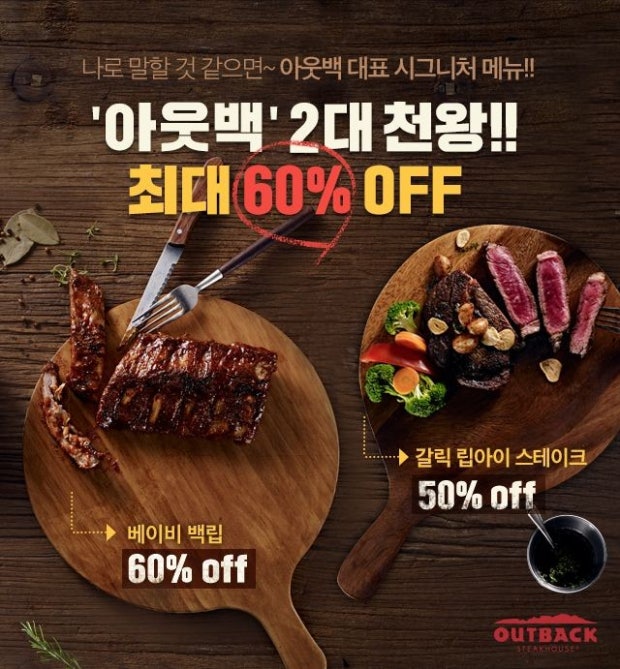 나로 말할 것 같으면~ 아웃백 대표 시그니처 메뉴!!
'아웃백' 2대 천왕!!
최대 60% OFF
갈릭 립아이 스테이크
50% off
베이비 백립
60% off
OUTBACK
STEAKHOUSE®